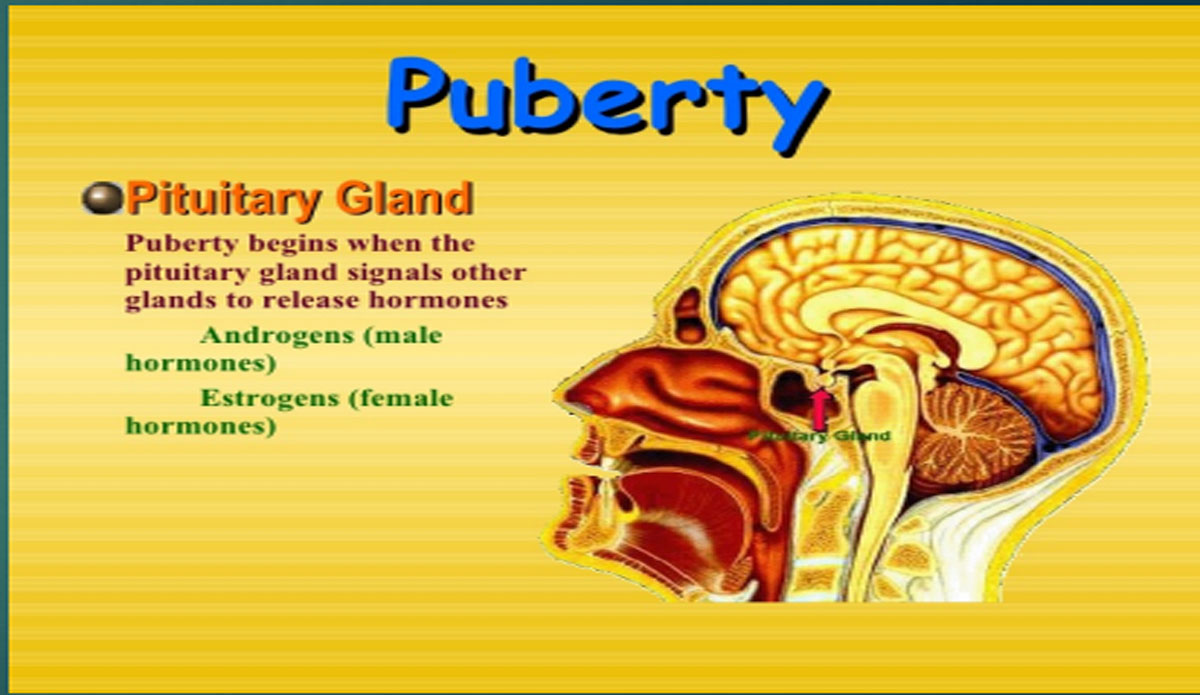 Puberty
Pituitary Gland
Puberty begins when the
pituitary gland signals other
glands to release hormones
Androgens (male
hormones)
Estrogens (female
hormones)
Pituitary Gland